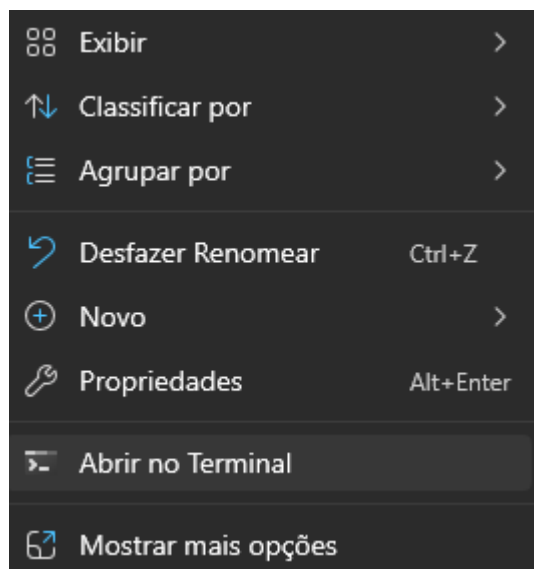 Exibir
Classificar por
Agrupar por
Desfazer Renomear Ctrl+Z
Novo
Propriedades Alt+Enter
Abrir no Terminal
Mostrar mais opções